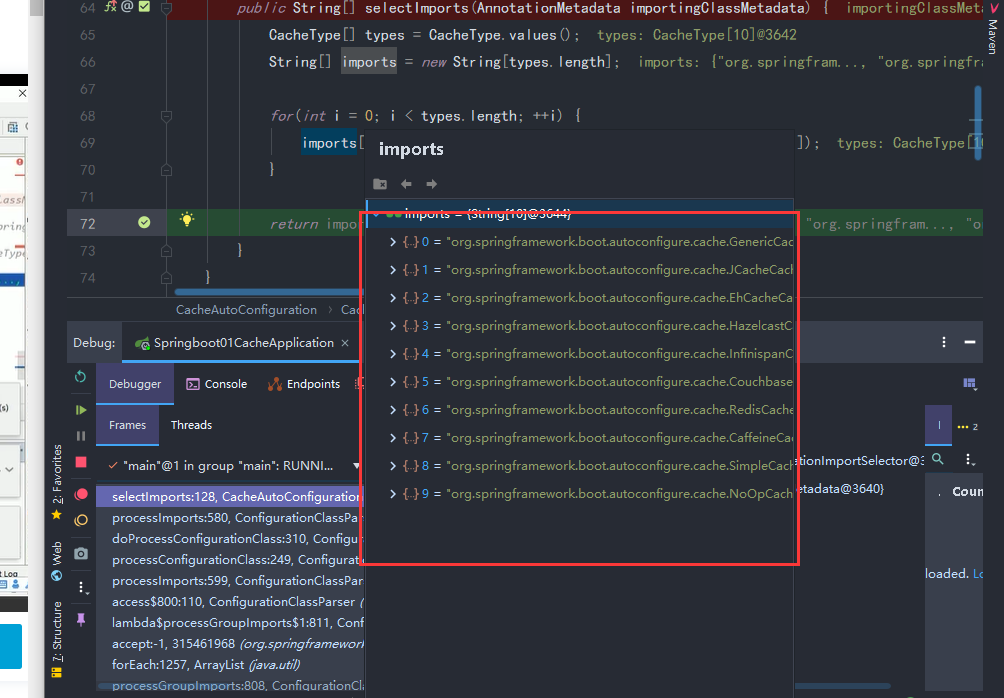 64 public String[] selectImports(AnnotationMetadata importingClassMetadata) { importingClassMeta
65 CacheType[] types = CacheType.values(); types: CacheType[10]@3642
66 String[] imports = new String[types.length]; imports: {"org.springfram..., "org.springfr
67
68 for(int i = 0; i < types.length; ++i) {
69 imports[ ]); types: CacheType[10
70 }
71
72 return impo "org.springfram..., "o
73 }
74 }
Maven
imports
imports = {String[10]@3644}
{..} 0 = "org.springframework.boot.autoconfigure.cache.GenericCac
{..} 1 = "org.springframework.boot.autoconfigure.cache.JCacheCach
{..} 2 = "org.springframework.boot.autoconfigure.cache.EhCacheCa
{..} 3 = "org.springframework.boot.autoconfigure.cache.HazelcastC
{..} 4 = "org.springframework.boot.autoconfigure.cache.InfinispanC
{..} 5 = "org.springframework.boot.autoconfigure.cache.Couchbase
{..} 6 = "org.springframework.boot.autoconfigure.cache.RedisCache
{..} 7 = "org.springframework.boot.autoconfigure.cache.CaffeineCa
{..} 8 = "org.springframework.boot.autoconfigure.cache.SimpleCach
{..} 9 = "org.springframework.boot.autoconfigure.cache.NoOpCach
CacheAutoConfiguration › Cac
Debug: Springboot01CacheApplication ×
Debugger Console Endpoints
Frames Threads
2
"main"@1 in group "main": RUNNI...
ationImportSelector@3
etadata@3640}
Coun
loaded. Lo
selectImports:128, CacheAutoConfiguration
processImports:580, ConfigurationClassPar
doProcessConfigurationClass:310, Configu
processConfigurationClass:249, Configurat
processImports:599, ConfigurationClassPar
access$800:110, ConfigurationClassParser (
lambda$processGroupImports$1:811, Conf
accept:-1, 315461968 (org.springframework
forEach:1257, ArrayList (java.util)
processGroupImports:808, ConfigurationCl
2: Favorites
Web
7: Structure